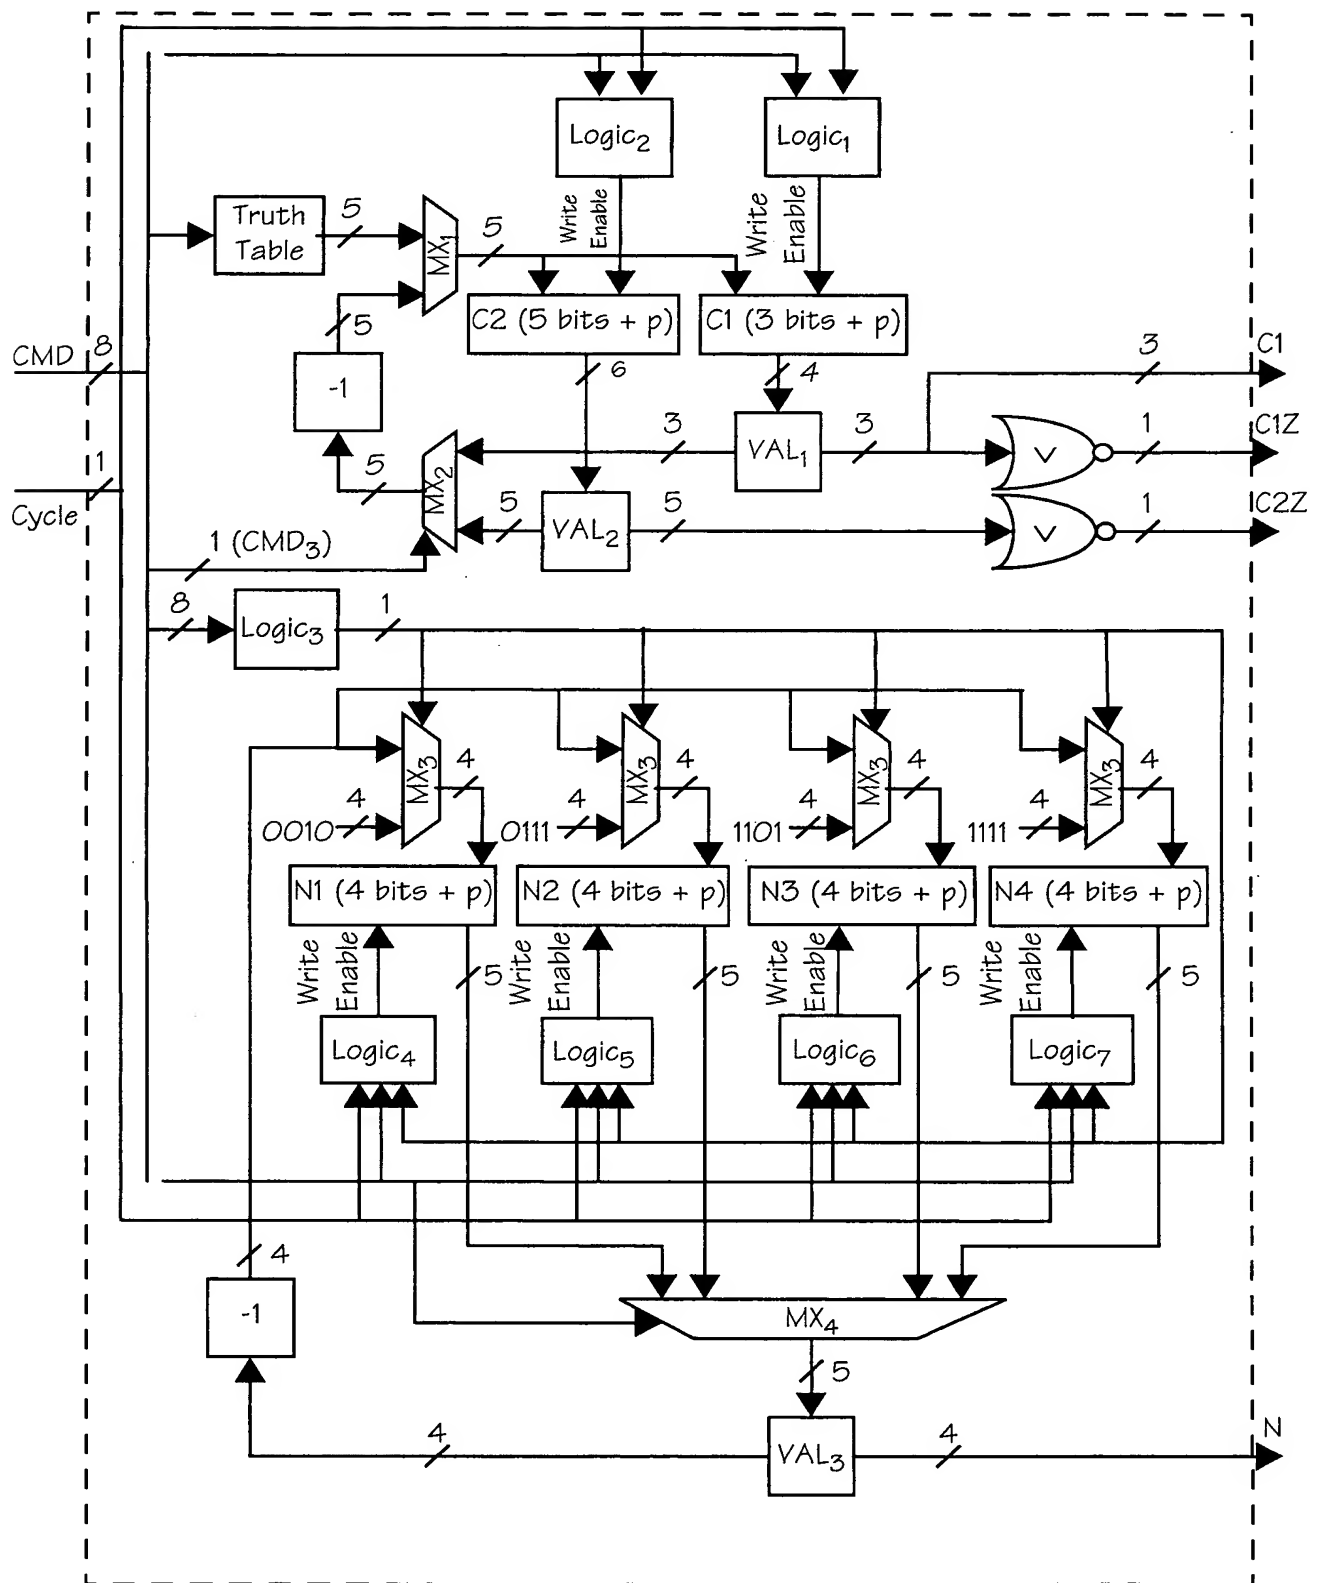 Logic2
Logic1
Truth
Table
5
MX1
5
Write
Enable
Write
Enable
C2 (5 bits + p)
C1 (3 bits + p)
5
-1
CMD
8
6
4
3
C1
1
Cycle
5
MX2
3
VAL1
3
V
1
C1Z
5
VAL2
5
V
1
C2Z
1 (CMD3)
8
Logic3
1
MX3
4
MX3
4
MX3
4
MX3
4
0010
4
0111
4
1101
4
1111
4
N1 (4 bits + p)
N2 (4 bits + p)
N3 (4 bits + p)
N4 (4 bits + p)
Write
Enable
5
Write
Enable
5
Write
Enable
5
Write
Enable
5
Logic4
Logic5
Logic6
Logic7
4
-1
MX4
5
4
VAL3
4
N